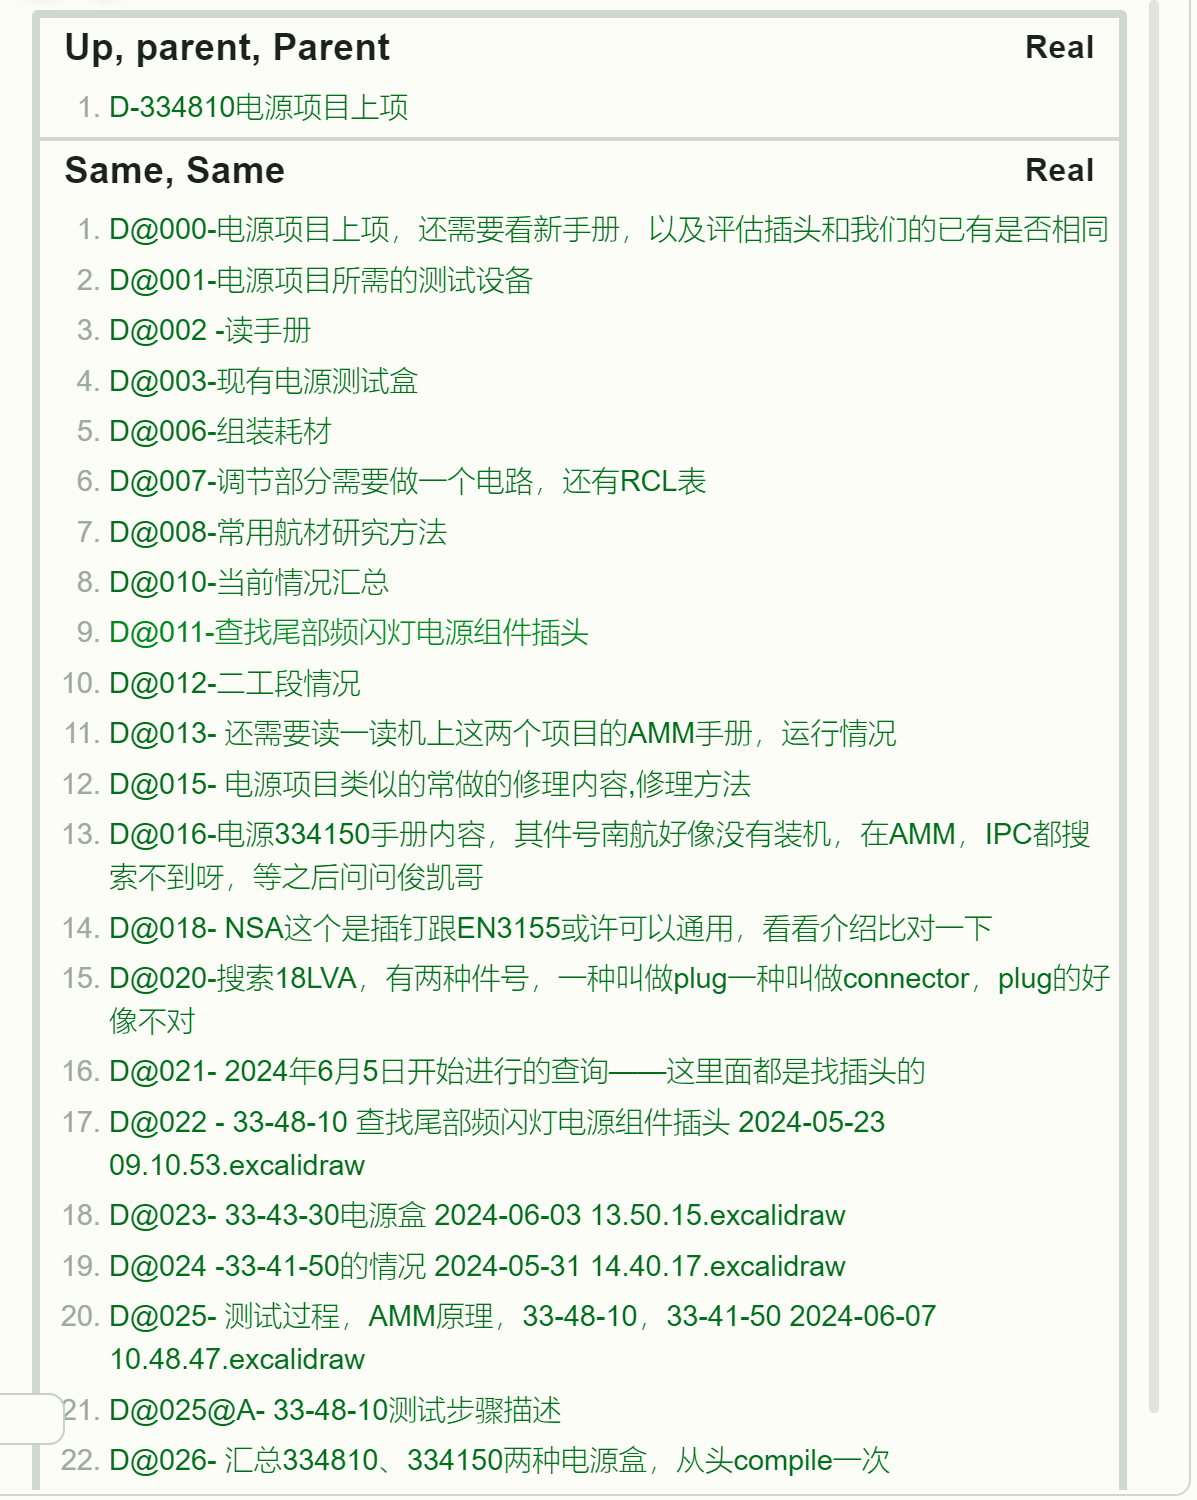 Up, parent, Parent Real
1. D-334810电源项目上项
Same, Same Real
1. D@000-电源项目上项，还需要看新手册，以及评估插头和我们的已有是否相同
2. D@001-电源项目所需的测试设备
3. D@002 -读手册
4. D@003-现有电源测试盒
5. D@006-组装耗材
6. D@007-调节部分需要做一个电路，还有RCL表
7. D@008-常用航材研究方法
8. D@010-当前情况汇总
9. D@011-查找尾部频闪灯电源组件插头
10. D@012-二工段情况
11. D@013- 还需要读一读机上这两个项目的AMM手册，运行情况
12. D@015- 电源项目类似的常做的修理内容,修理方法
13. D@016-电源334150手册内容，其件号南航好像没有装机，在AMM，IPC都搜
索不到呀，等之后问问俊凯哥
14. D@018- NSA这个是插钉跟EN3155或许可以通用，看看介绍比对一下
15. D@020-搜索18LVA，有两种件号，一种叫做plug一种叫做connector，plug的好
像不对
16. D@021- 2024年6月5日开始进行的查询——这里面都是找插头的
17. D@022 - 33-48-10 查找尾部频闪灯电源组件插头 2024-05-23
09.10.53.excalidraw
18. D@023- 33-43-30电源盒 2024-06-03 13.50.15.excalidraw
19. D@024 -33-41-50的情况 2024-05-31 14.40.17.excalidraw
20. D@025- 测试过程，AMM原理，33-48-10，33-41-50 2024-06-07
10.48.47.excalidraw
21. D@025@A- 33-48-10测试步骤描述
22. D@026- 汇总334810、334150两种电源盒，从头compile一次